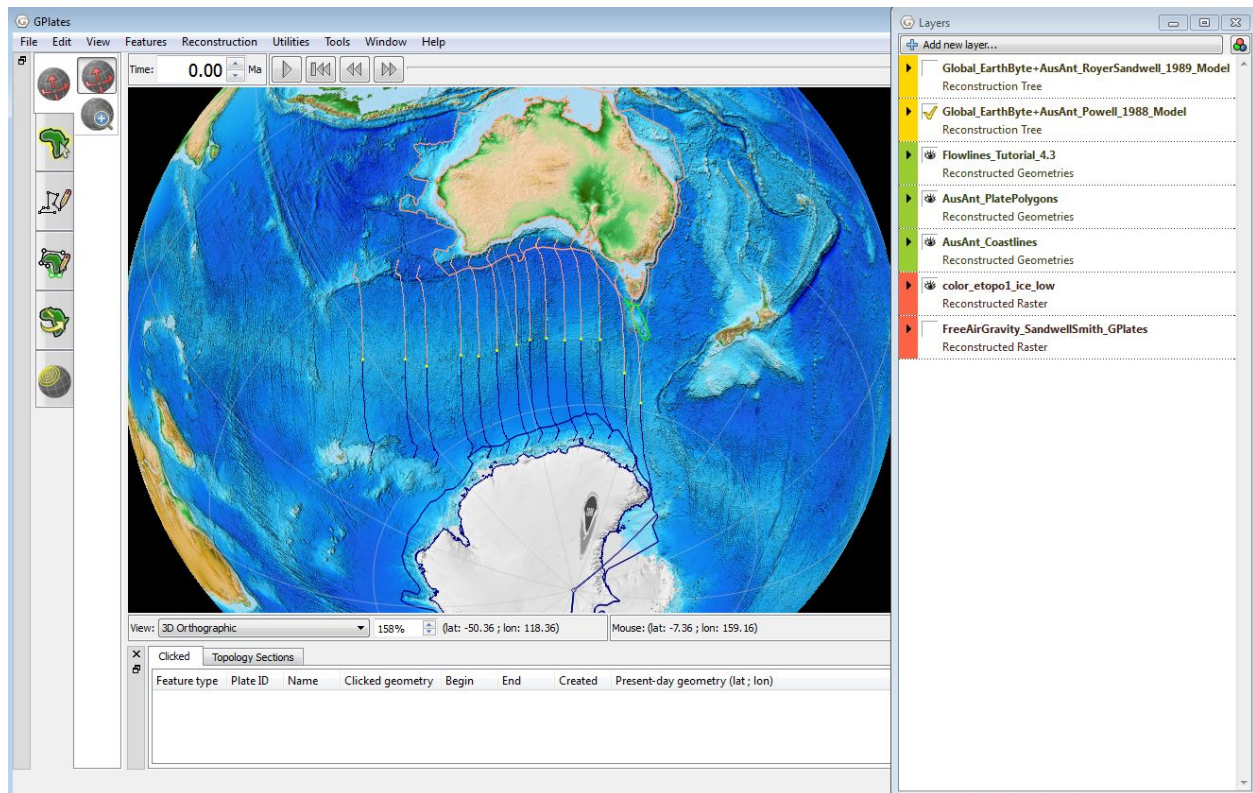 GPlates
File Edit View Features Reconstruction Utilities Tools Window Help
Time: 0.00 Ma
View: 3D Orthographic 158% (lat: -50.36 ; lon: 118.36) Mouse: (lat: -7.36 ; lon: 159.16)
Clicked Topology Sections
Feature type Plate ID Name Clicked geometry Begin End Created Present-day geometry (lat ; lon)
Layers
Add new layer...
Global_EarthByte+AusAnt_RoyerSandwell_1989_Model
Reconstruction Tree
Global_EarthByte+AusAnt_Powell_1988_Model
Reconstruction Tree
Flowlines_Tutorial_4.3
Reconstructed Geometries
AusAnt_PlatePolygons
Reconstructed Geometries
AusAnt_Coastlines
Reconstructed Geometries
color_etopo1_ice_low
Reconstructed Raster
FreeAirGravity_SandwellSmith_GPlates
Reconstructed Raster